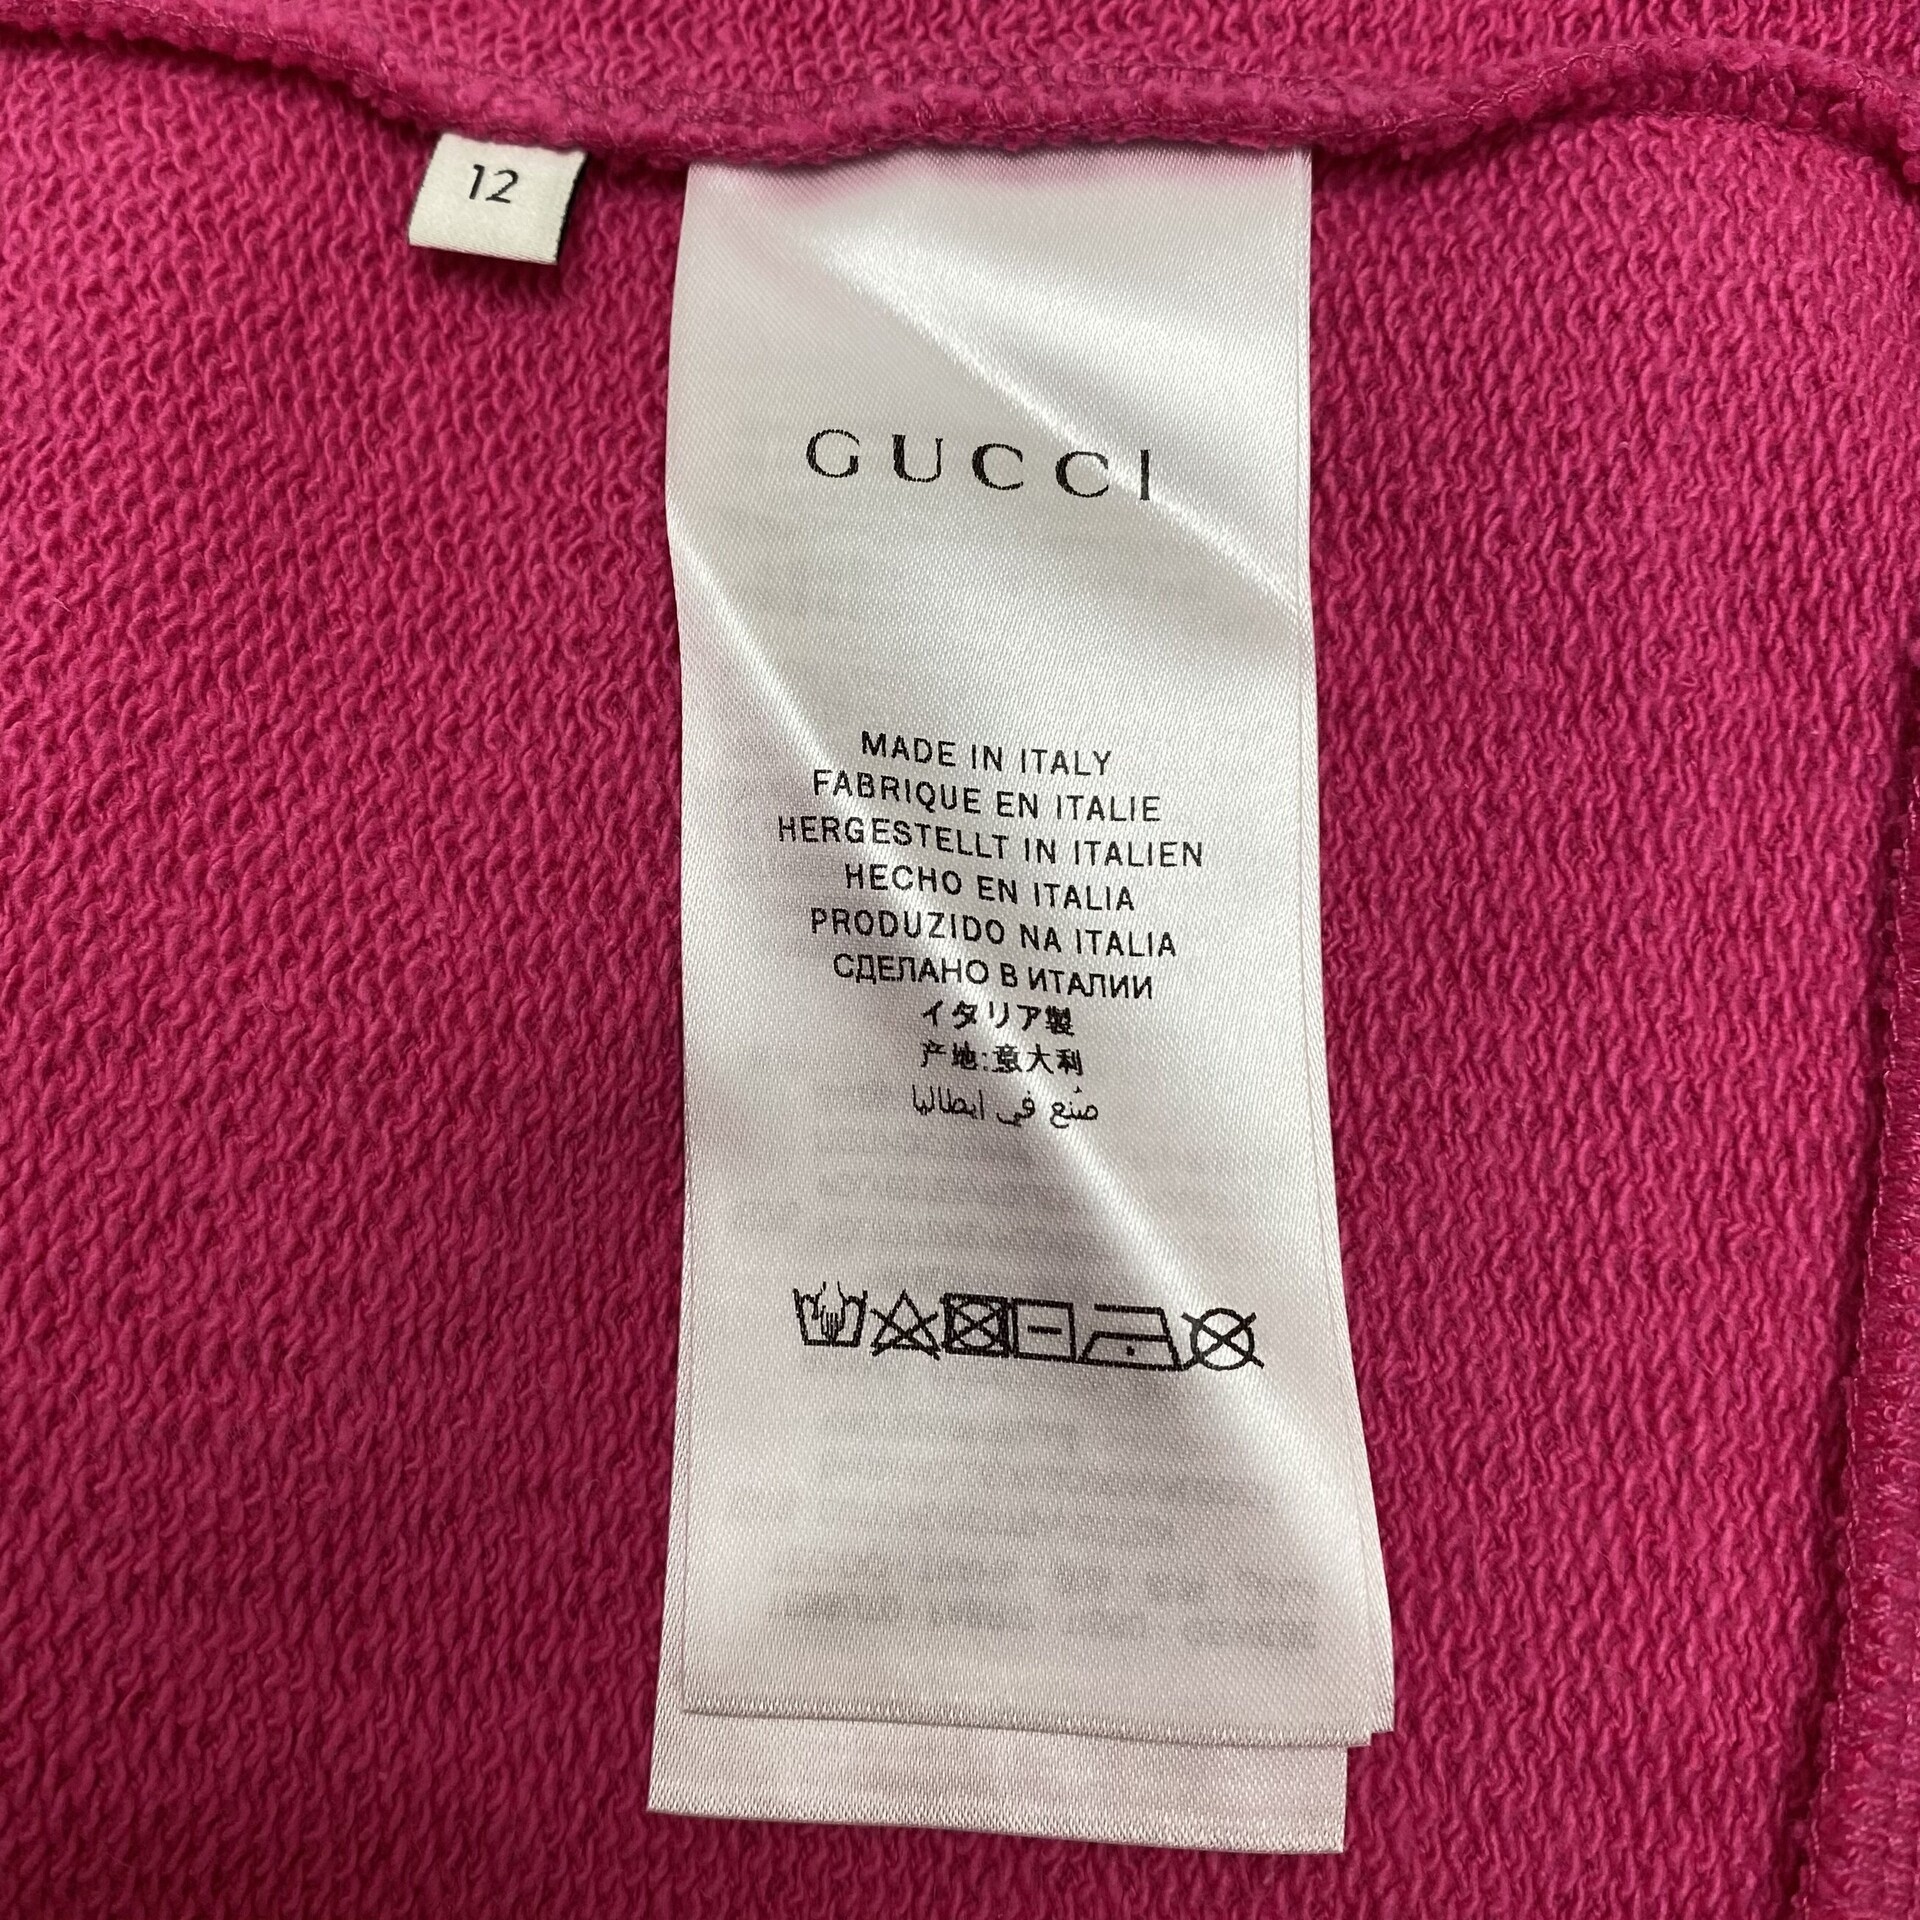 12
GUCCI
MADE IN ITALY
FABRIQUE EN ITALIE
HERGESTELLT IN ITALIEN
HECHO EN ITALIA
PRODUZIDO NA ITALIA
СДЕЛАНО В ИТАЛИИ
イタリア製
产地:意大利
صُنع في ايطاليا